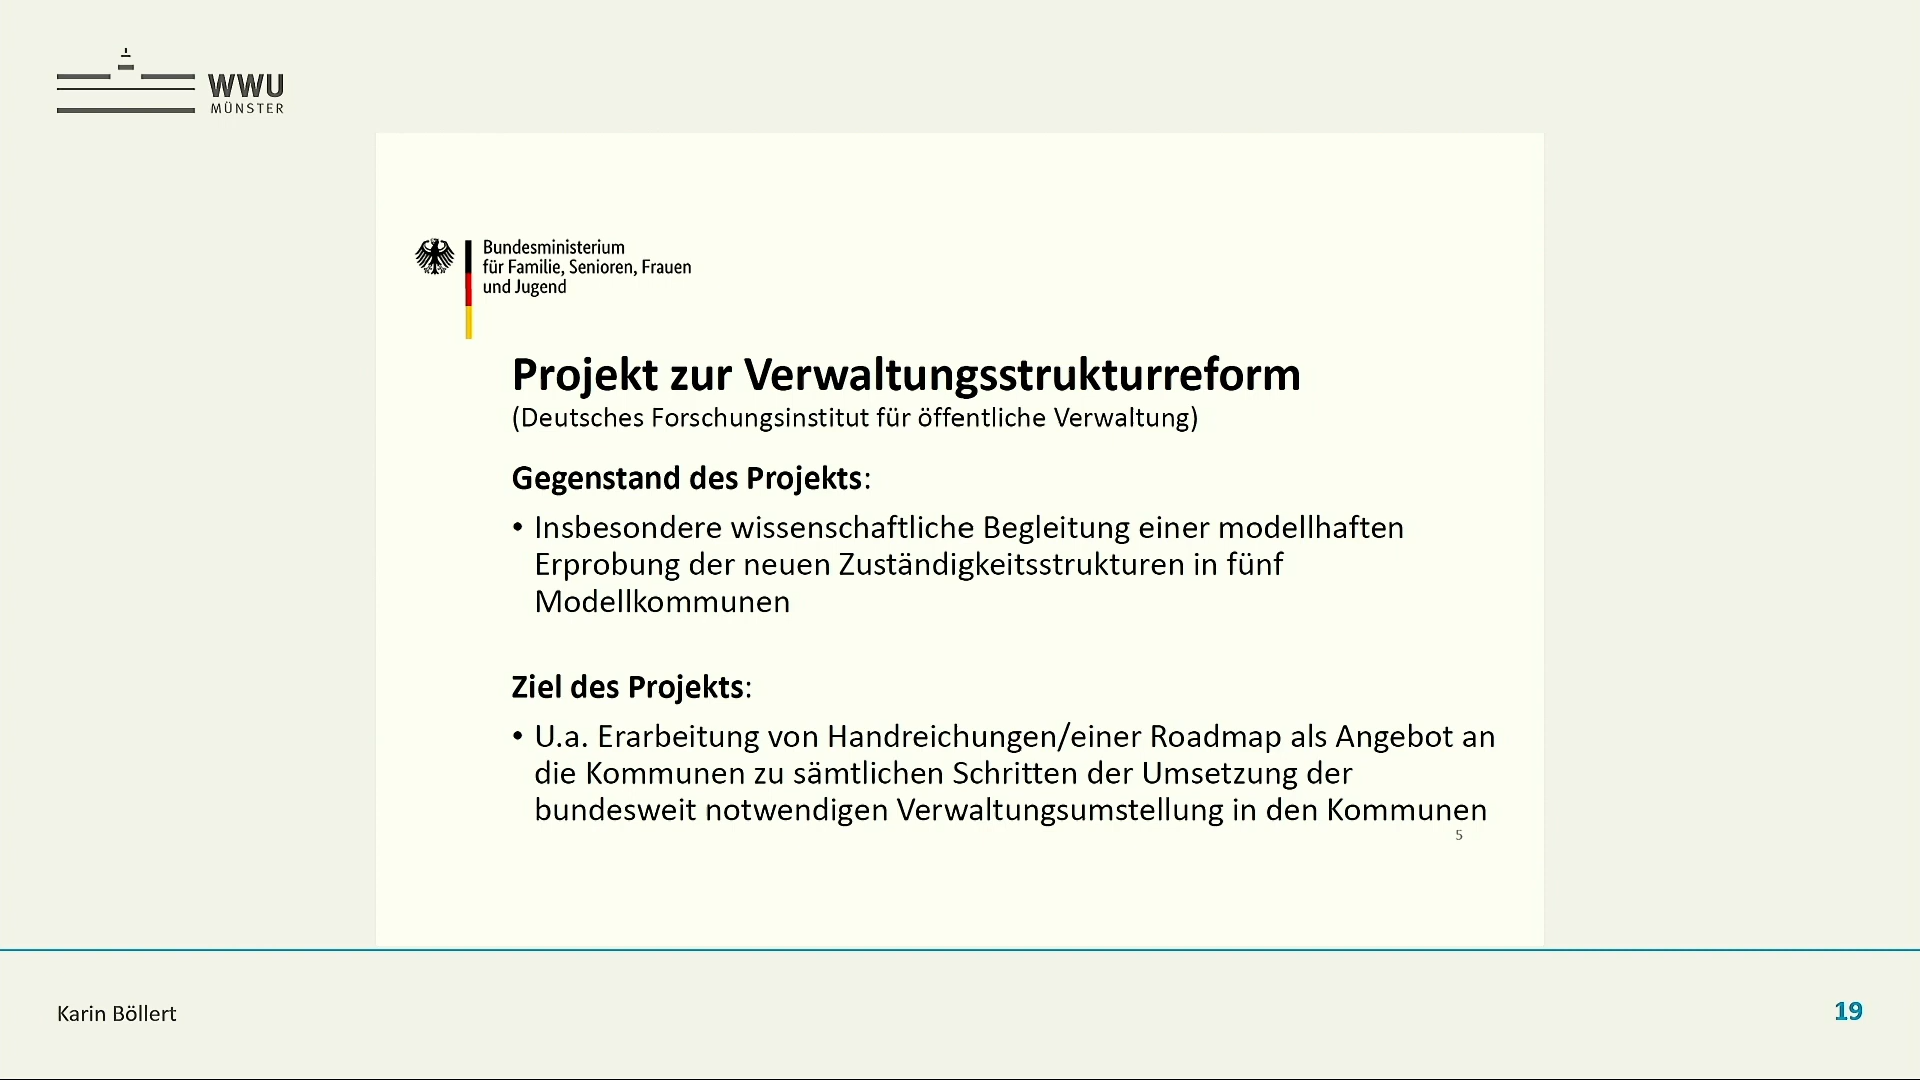 WWU
MÜNSTER
Bundesministerium
für Familie, Senioren, Frauen
und Jugend
Projekt zur Verwaltungsstrukturreform
(Deutsches Forschungsinstitut für öffentliche Verwaltung)
Gegenstand des Projekts:
• Insbesondere wissenschaftliche Begleitung einer modellhaften
Erprobung der neuen Zuständigkeitsstrukturen in fünf
Modellkommunen
Ziel des Projekts:
• U.a. Erarbeitung von Handreichungen/einer Roadmap als Angebot an
die Kommunen zu sämtlichen Schritten der Umsetzung der
bundesweit notwendigen Verwaltungsumstellung in den Kommunen
5
Karin Böllert
19